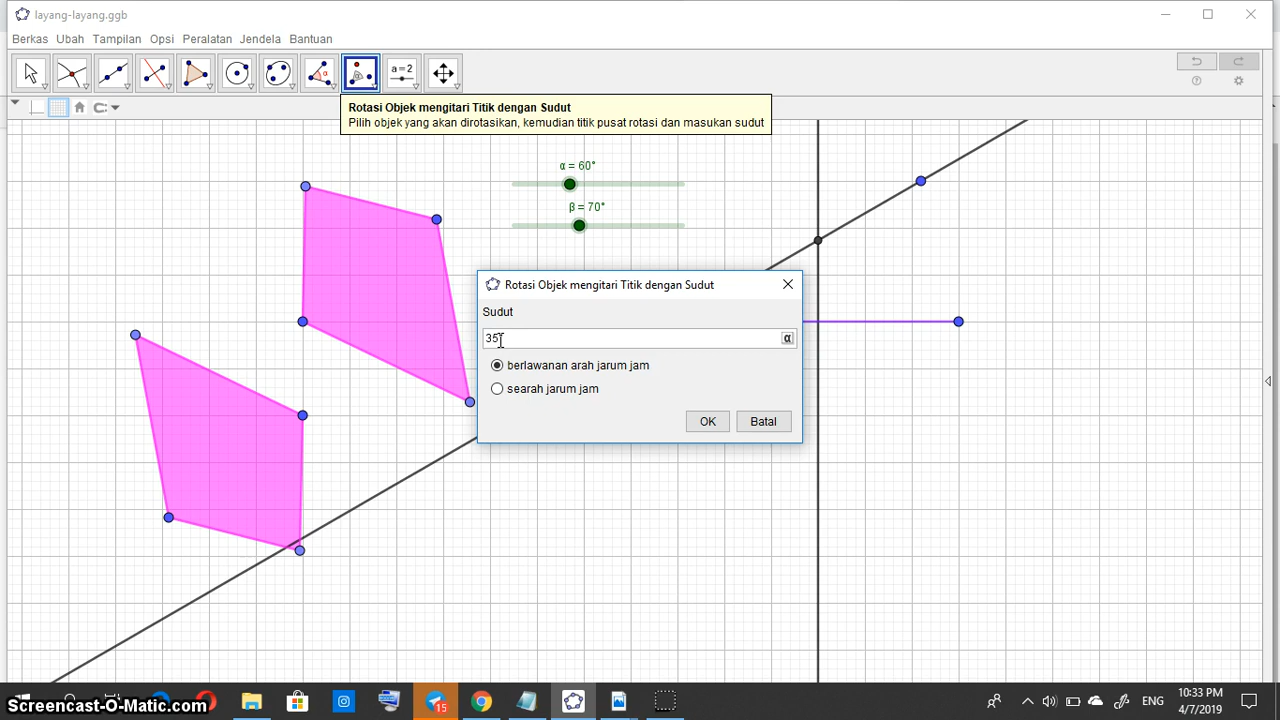 layang-layang.ggb
Berkas Ubah Tampilan Opsi Peralatan Jendela Bantuan
α
a=2
Rotasi Objek mengitari Titik dengan Sudut
Pilih objek yang akan dirotasikan, kemudian titik pusat rotasi dan masukan sudut
α = 60°
β = 70°
Rotasi Objek mengitari Titik dengan Sudut
Sudut
35°
α
berlawanan arah jarum jam
searah jarum jam
OK Batal
15
ENG
10:33 PM
4/7/2019
Screencast-O-Matic.com